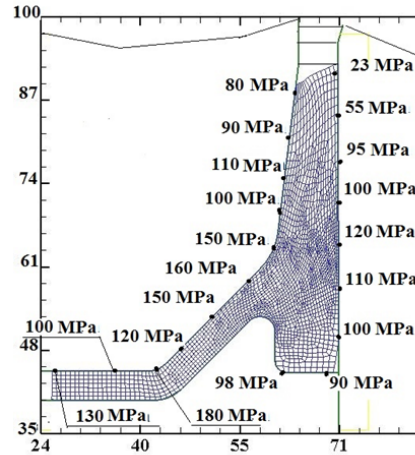 100
23 MPa
80 MPa
87
55 MPa
90 MPa
95 MPa
110 MPa
74
100 MPa
100 MPa
150 MPa
120 MPa
61
160 MPa
110 MPa
150 MPa
100 MPa
120 MPa
100 MPa
48
98 MPa
90 MPa
130 MPa
180 MPa
35
24
40
55
71